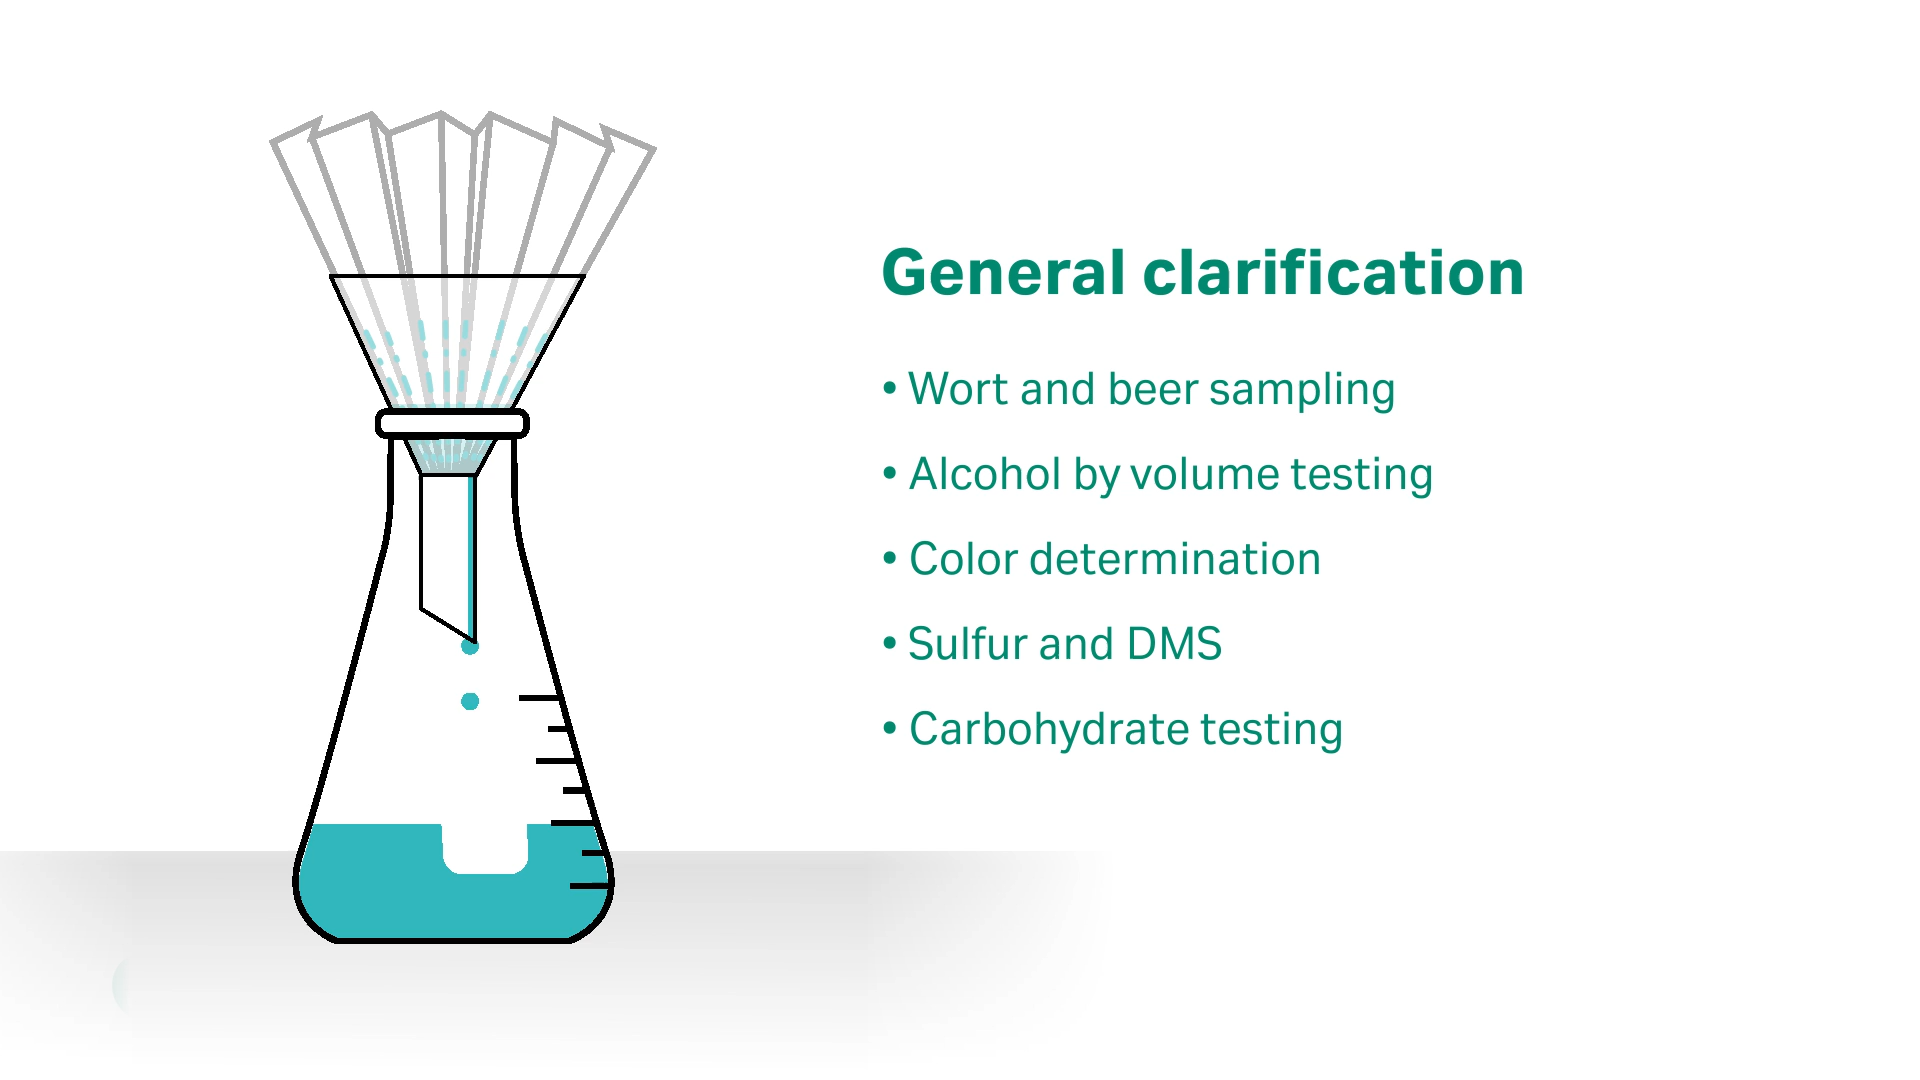 General clarification
• Wort and beer sampling
• Alcohol by volume testing
• Color determination
• Sulfur and DMS
• Carbohydrate testing